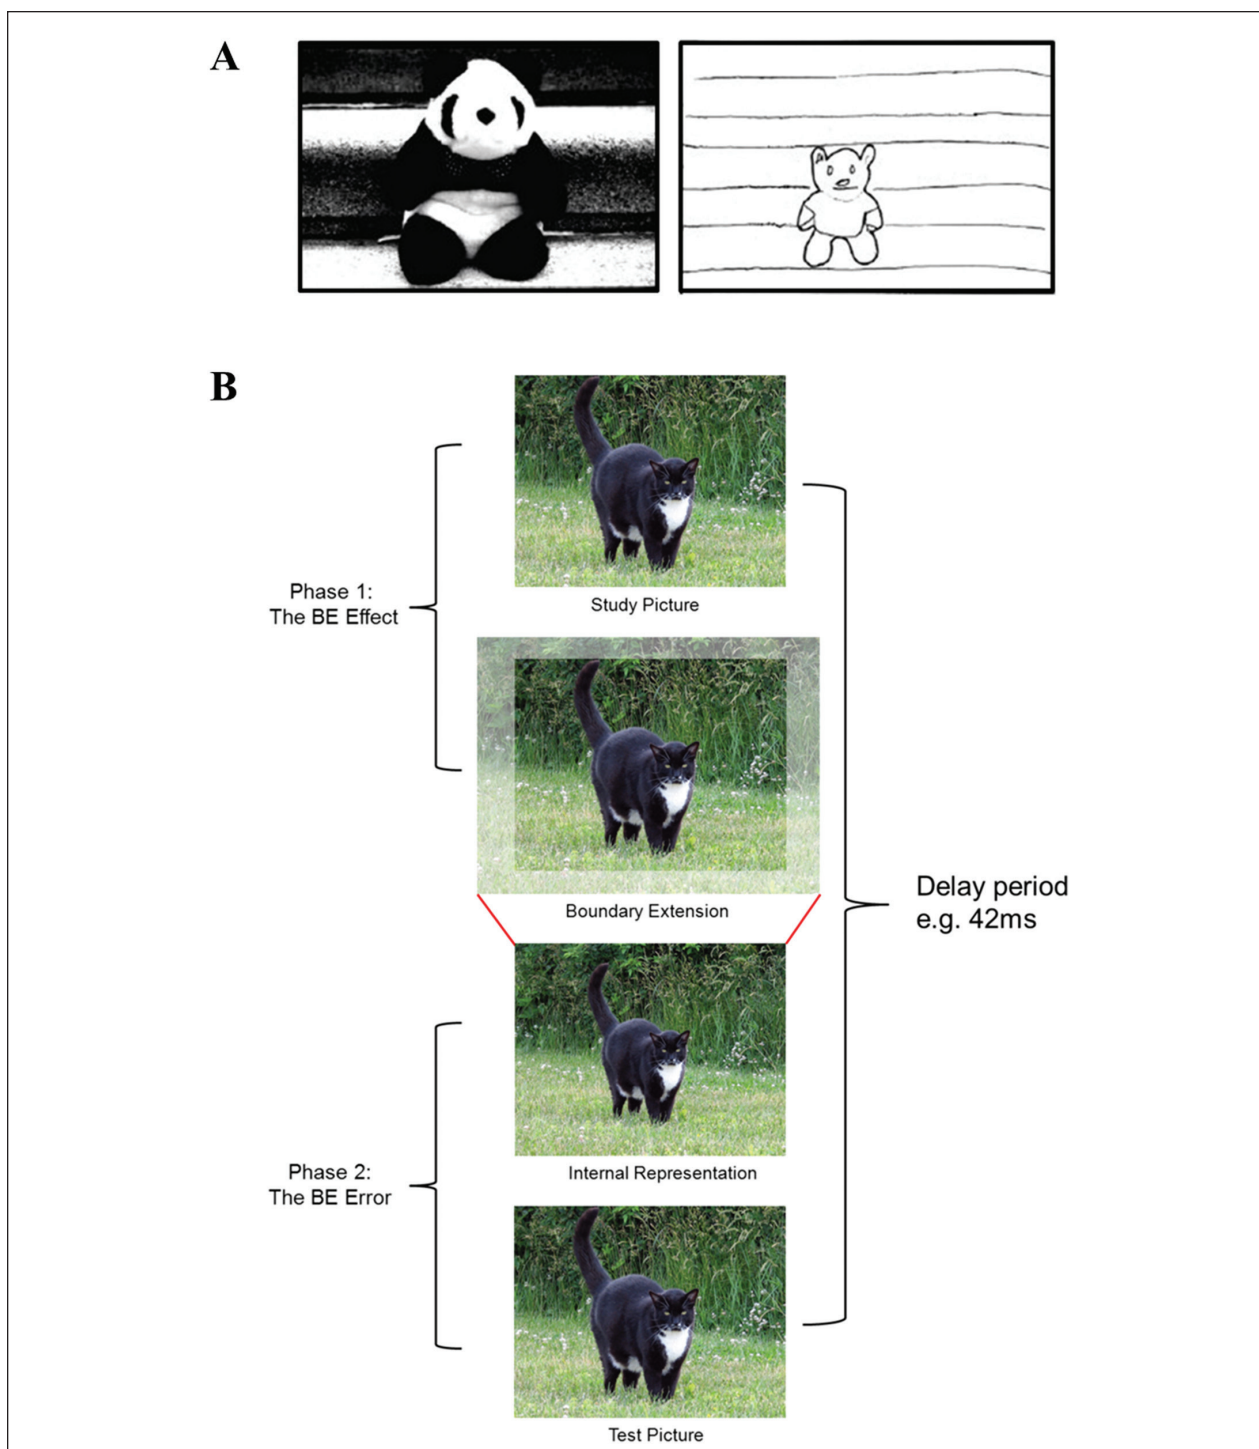 A
B
Study Picture
Phase 1:
The BE Effect
Boundary Extension
Delay period
e.g. 42ms
Internal Representation
Phase 2:
The BE Error
Test Picture